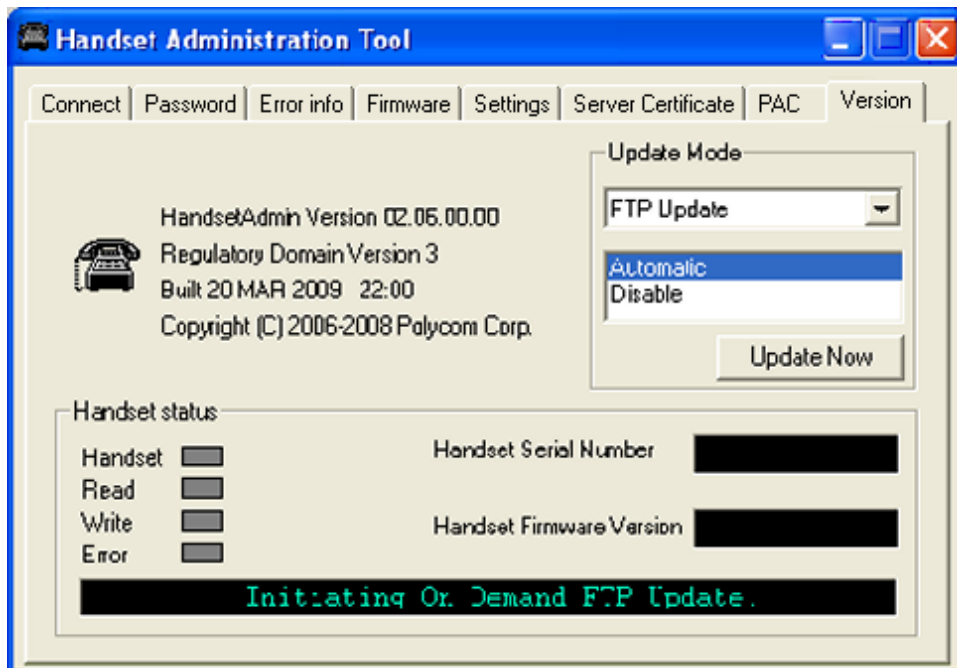 Handset Administration Tool
Connect Password Error info Firmware Settings Server Certificate PAC Version
Update Mode
FTP Update
HandsetAdmin Version 02.06.00.00
Regulatory Domain Version 3
Automatic
Built 20 MAR 2009 22:00
Disable
Copyright (C) 2006-2008 Polycom Corp.
Update Now
Handset status
Handset
Handset Serial Number
Read
Write
Handset Firmware Version
Error
Initiating On Demand FTP Update.